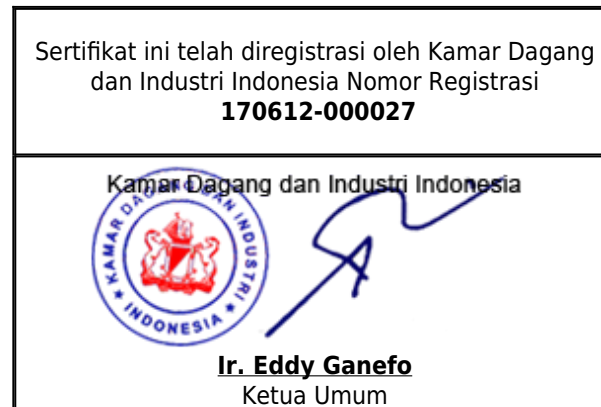 Sertifikat ini telah diregistrasi oleh Kamar Dagang
dan Industri Indonesia Nomor Registrasi
170612-000027
Kamar Dagang dan Industri Indonesia
KAMAR DAGANG DAN INDUSTRI
INDONESIA
Ir. Eddy Ganefo
Ketua Umum